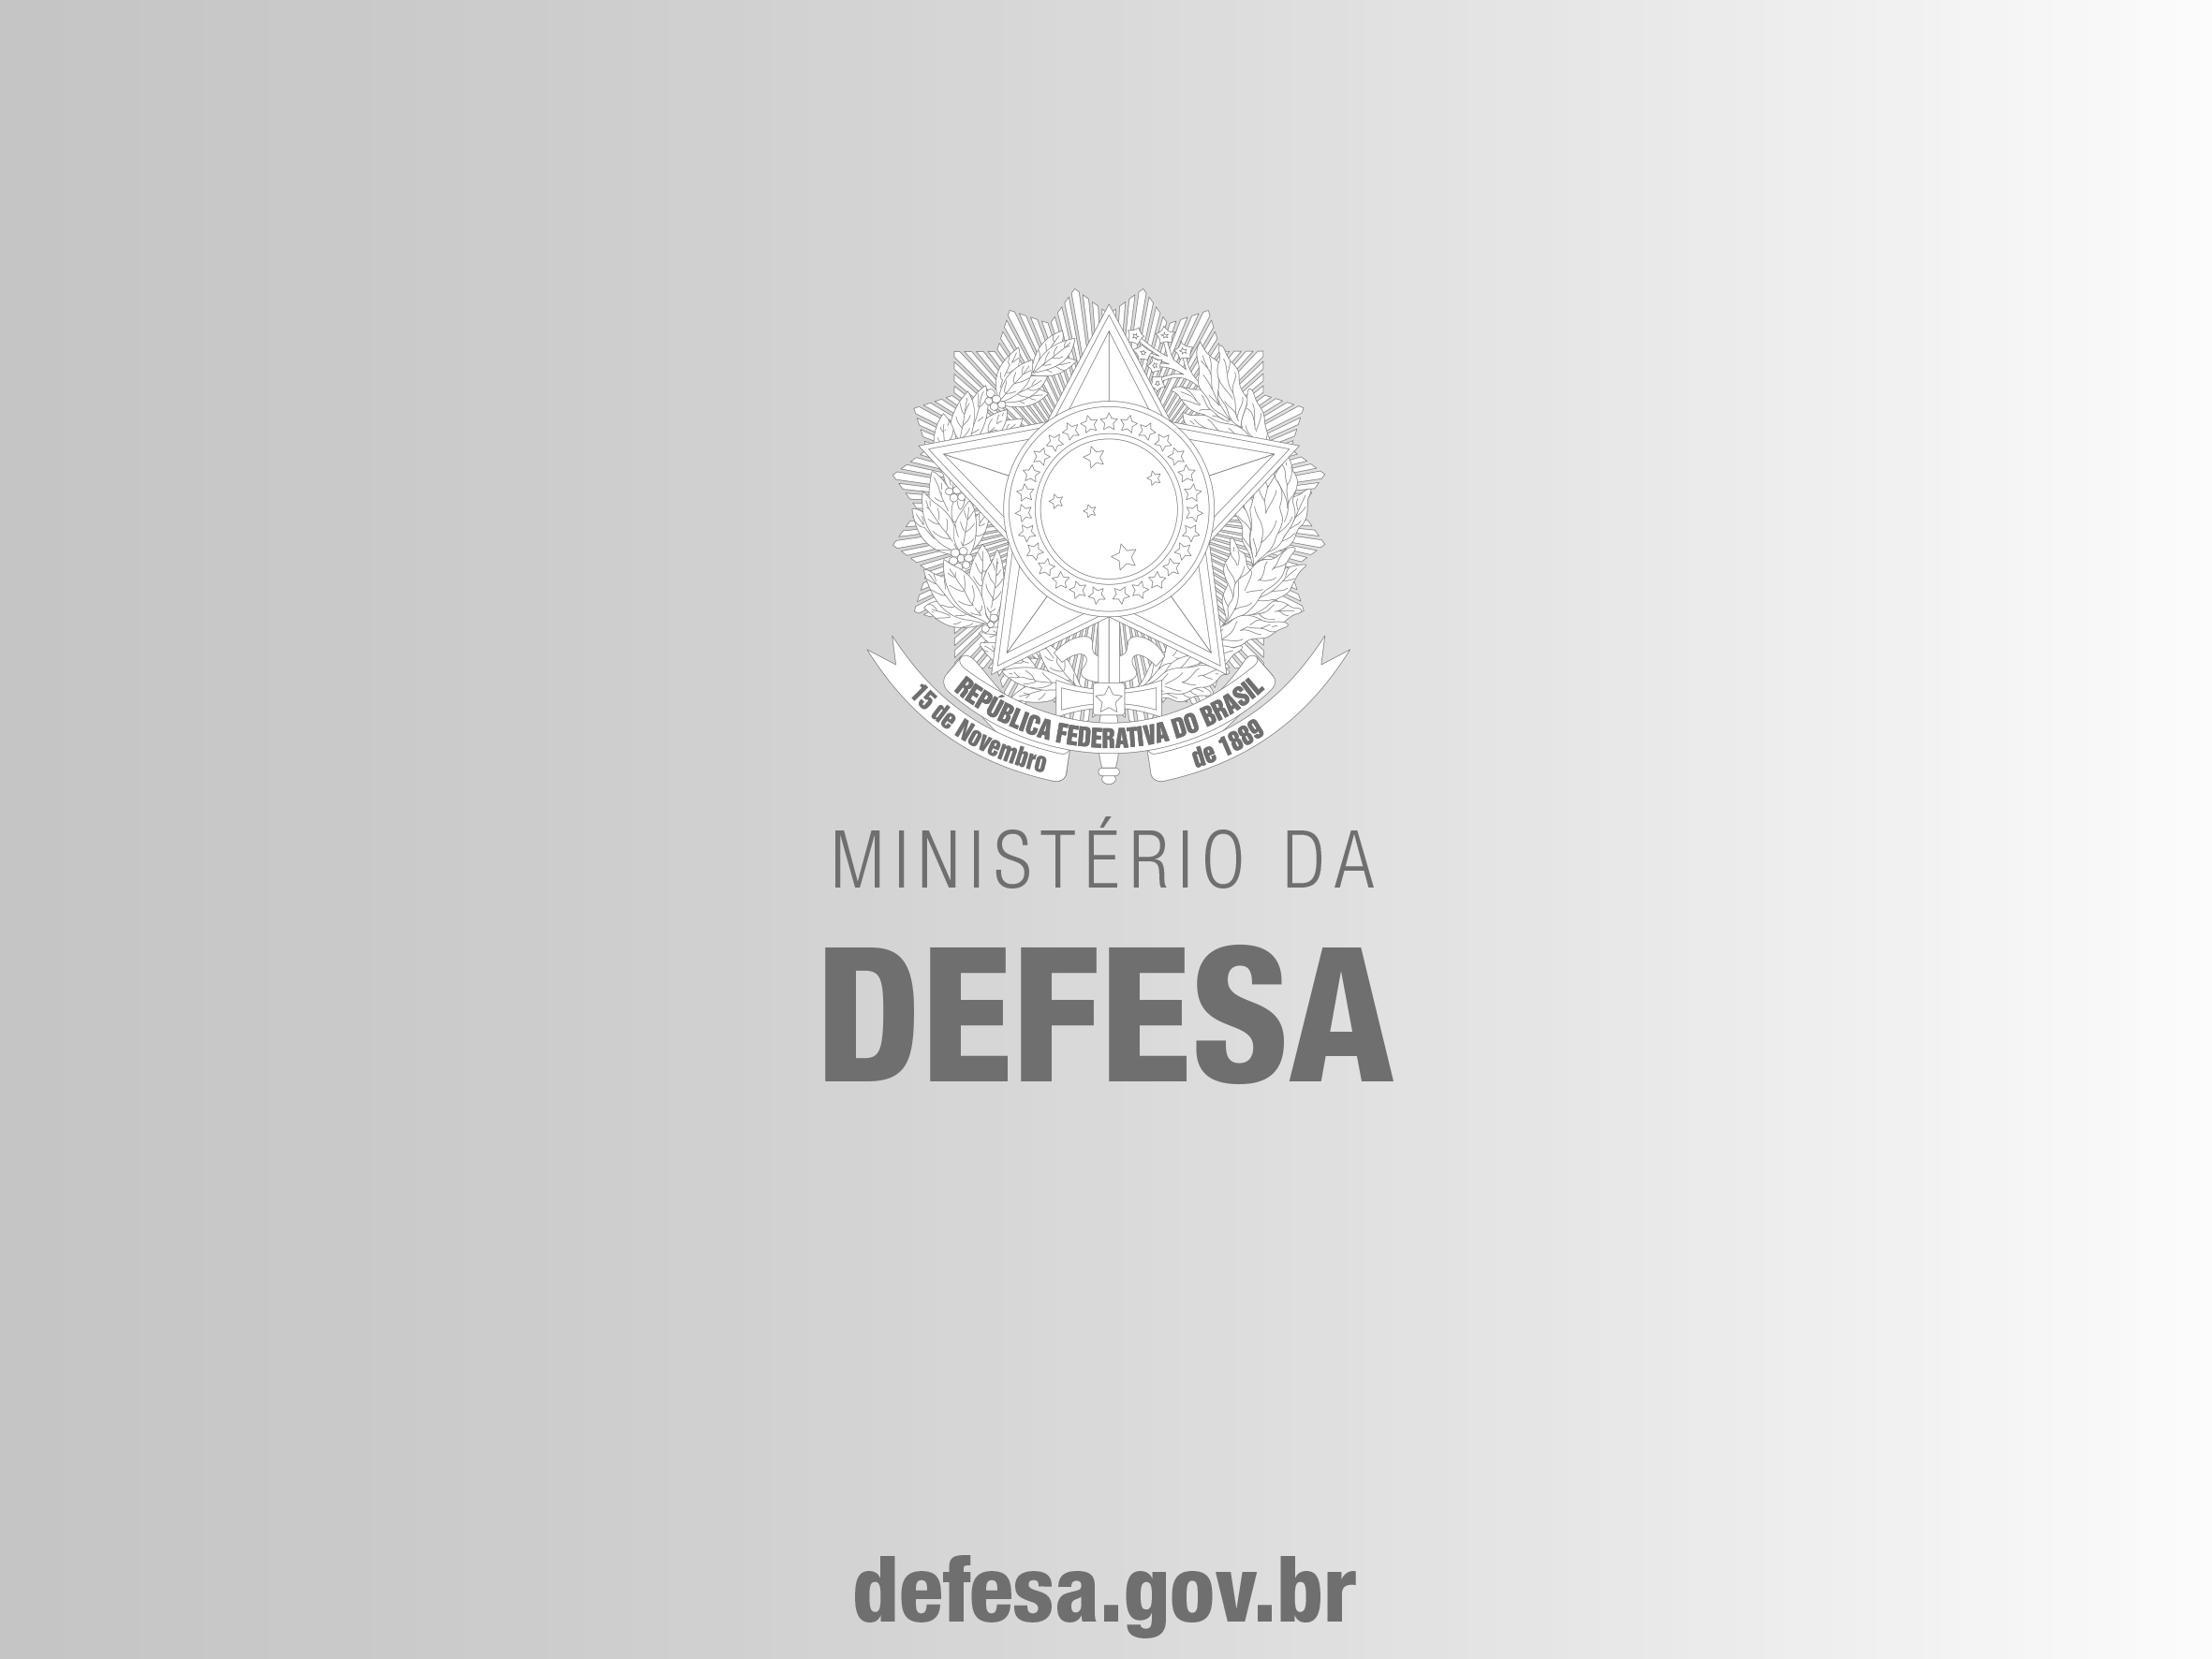 REPÚBLICA FEDERATIVA DO BRASIL
15 de Novembro de 1889
MINISTÉRIO DA
DEFESA
defesa.gov.br